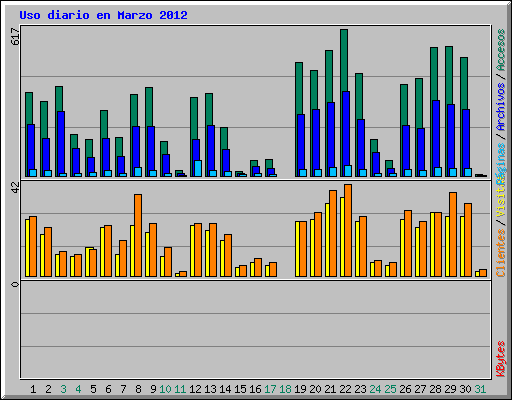 Uso diario en Marzo 2012
617
42
0
Clientes / Visitas
Páginas / Archivos / Accesos
KBytes
1 2 3 4 5 6 7 8 9 10 11 12 13 14 15 16 17 18 19 20 21 22 23 24 25 26 27 28 29 30 31